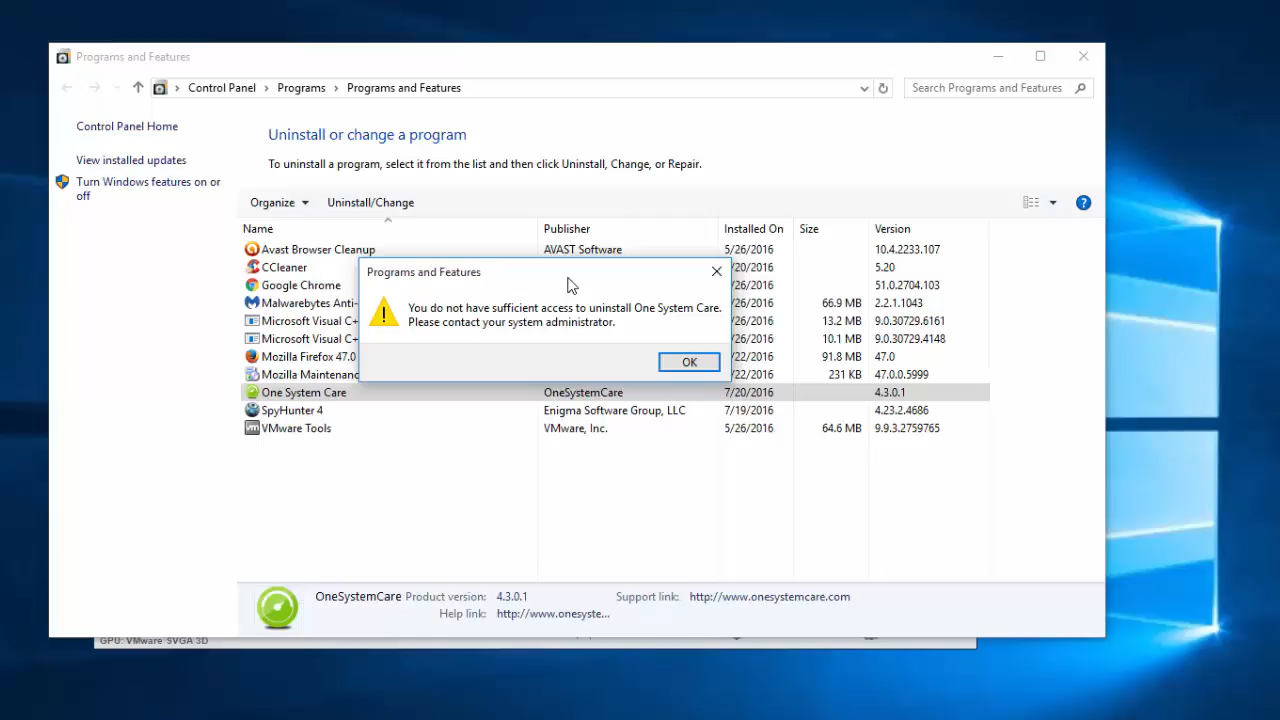 Programs and Features
Control Panel Programs Programs and Features
Search Programs and Features
Control Panel Home
View installed updates
Turn Windows features on or
off
Uninstall or change a program
To uninstall a program, select it from the list and then click Uninstall, Change, or Repair.
Organize Uninstall/Change
Name Publisher Installed On Size Version
Avast Browser Cleanup AVAST Software 5/26/2016 10.4.2233.107
CCleaner /20/2016 5.20
Google Chrome /20/2016 51.0.2704.103
Malwarebytes Anti- /20/2016 66.9 MB 2.2.1.1043
Microsoft Visual C+ /26/2016 13.2 MB 9.0.30729.6161
Microsoft Visual C+ /26/2016 10.1 MB 9.0.30729.4148
Mozilla Firefox 47.0 /22/2016 91.8 MB 47.0
Mozilla Maintenanc /22/2016 231 KB 47.0.0.5999
One System Care OneSystemCare 7/20/2016 4.3.0.1
SpyHunter 4 Enigma Software Group, LLC 7/19/2016 4.23.2.4686
VMware Tools VMware, Inc. 5/26/2016 64.6 MB 9.9.3.2759765
Programs and Features
You do not have sufficient access to uninstall One System Care.
Please contact your system administrator.
OK
OneSystemCare Product version: 4.3.0.1 Support link: http://www.onesystemcare.com
Help link: http://www.onesyste...
GPU: VMware SVGA 3D